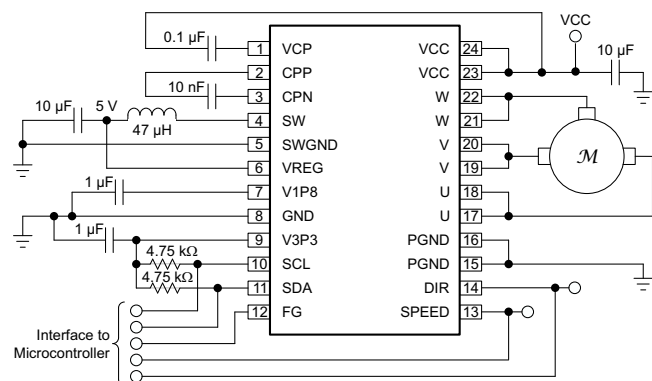 VCC
0.1 µF
10 µF
1 VCP VCC 24
2 CPP VCC 23
10 nF
3 CPN W 22
10 µF 5 V
47 µH
4 SW W 21
5 SWGND V 20
M
6 VREG V 19
1 µF
7 V1P8 U 18
8 GND U 17
1 µF
9 V3P3 PGND 16
4.75 kΩ
10 SCL PGND 15
4.75 kΩ
11 SDA DIR 14
12 FG SPEED 13
Interface to
Microcontroller